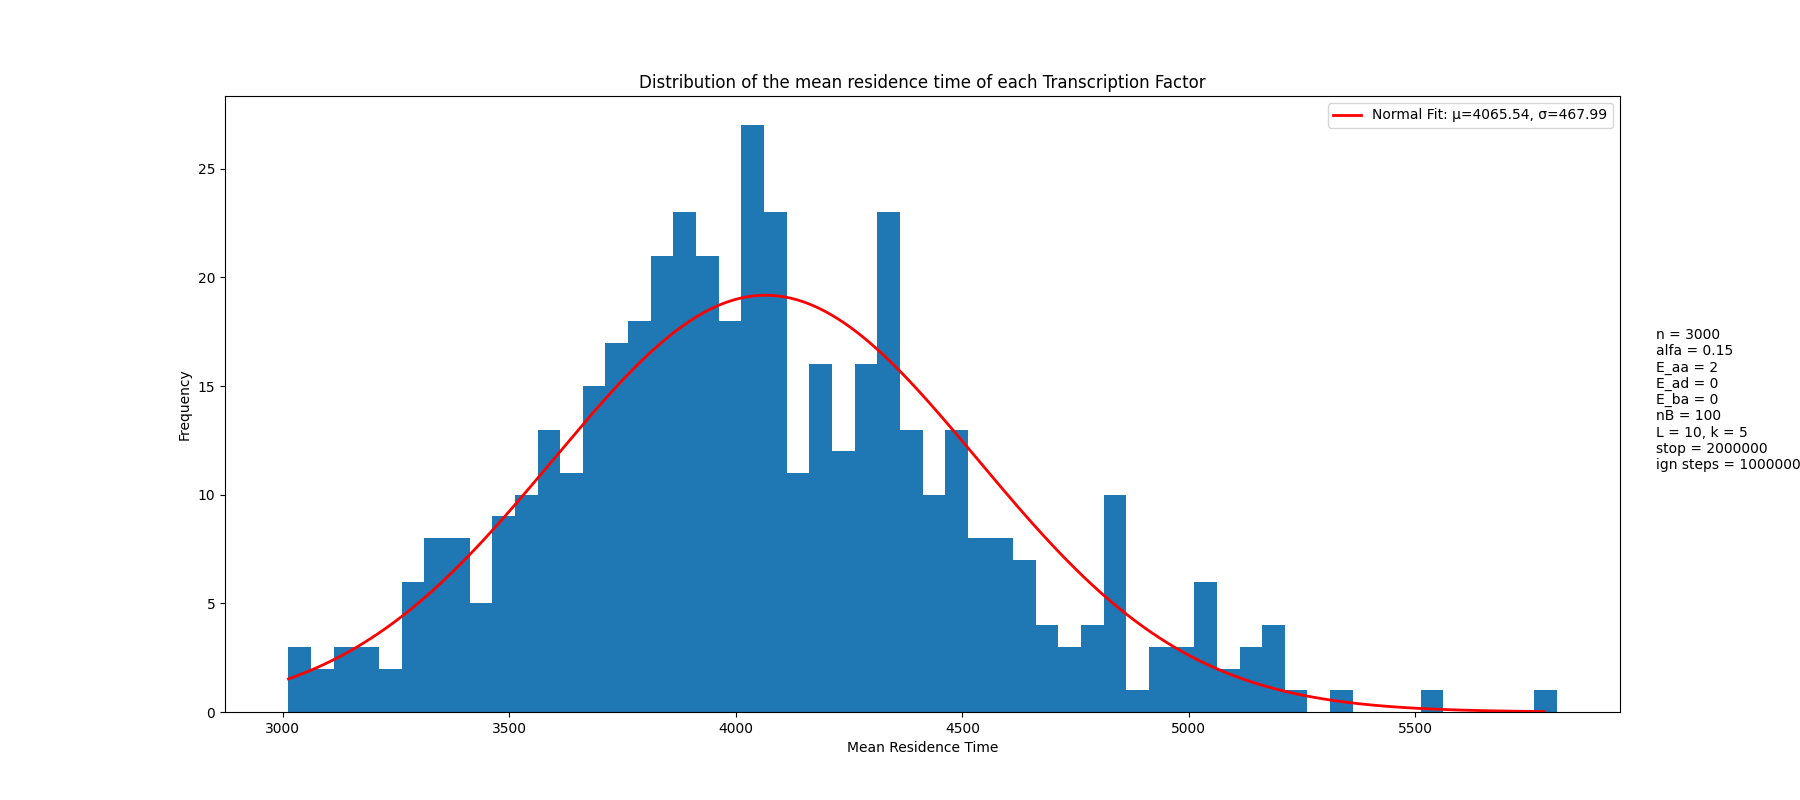 Distribution of the mean residence time of each Transcription Factor
Normal Fit: μ=4065.54, σ=467.99
25
20
15
10
5
0
Frequency
3000 3500 4000 4500 5000 5500
Mean Residence Time
n = 3000
alfa = 0.15
E_aa = 2
E_ad = 0
E_ba = 0
nB = 100
L = 10, k = 5
stop = 2000000
ign steps = 1000000